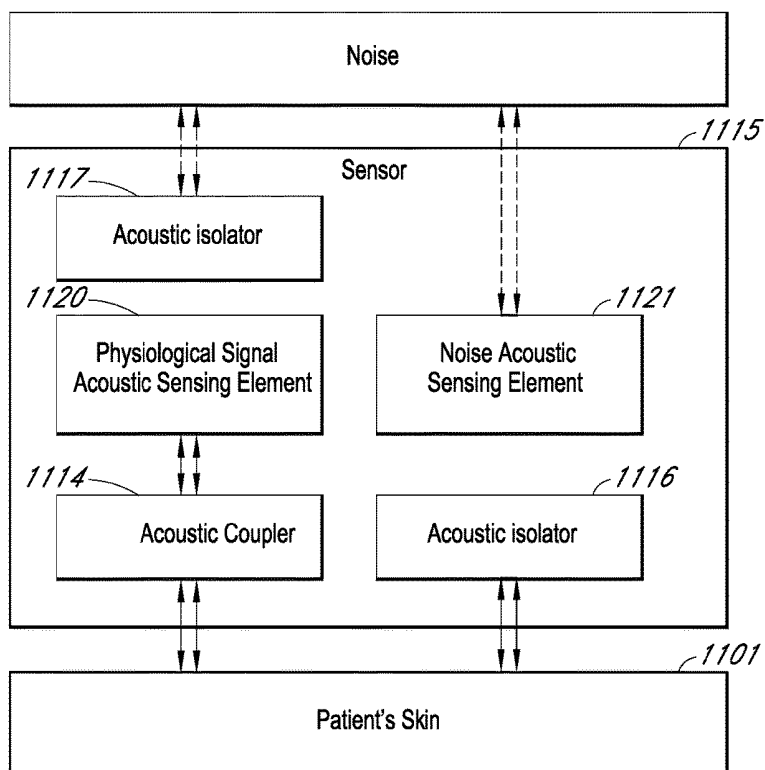 Noise
1115
Sensor
1117
Acoustic isolator
1120
1121
Physiological Signal
Acoustic Sensing Element
Noise Acoustic
Sensing Element
1114
1116
Acoustic Coupler
Acoustic isolator
1101
Patient's Skin